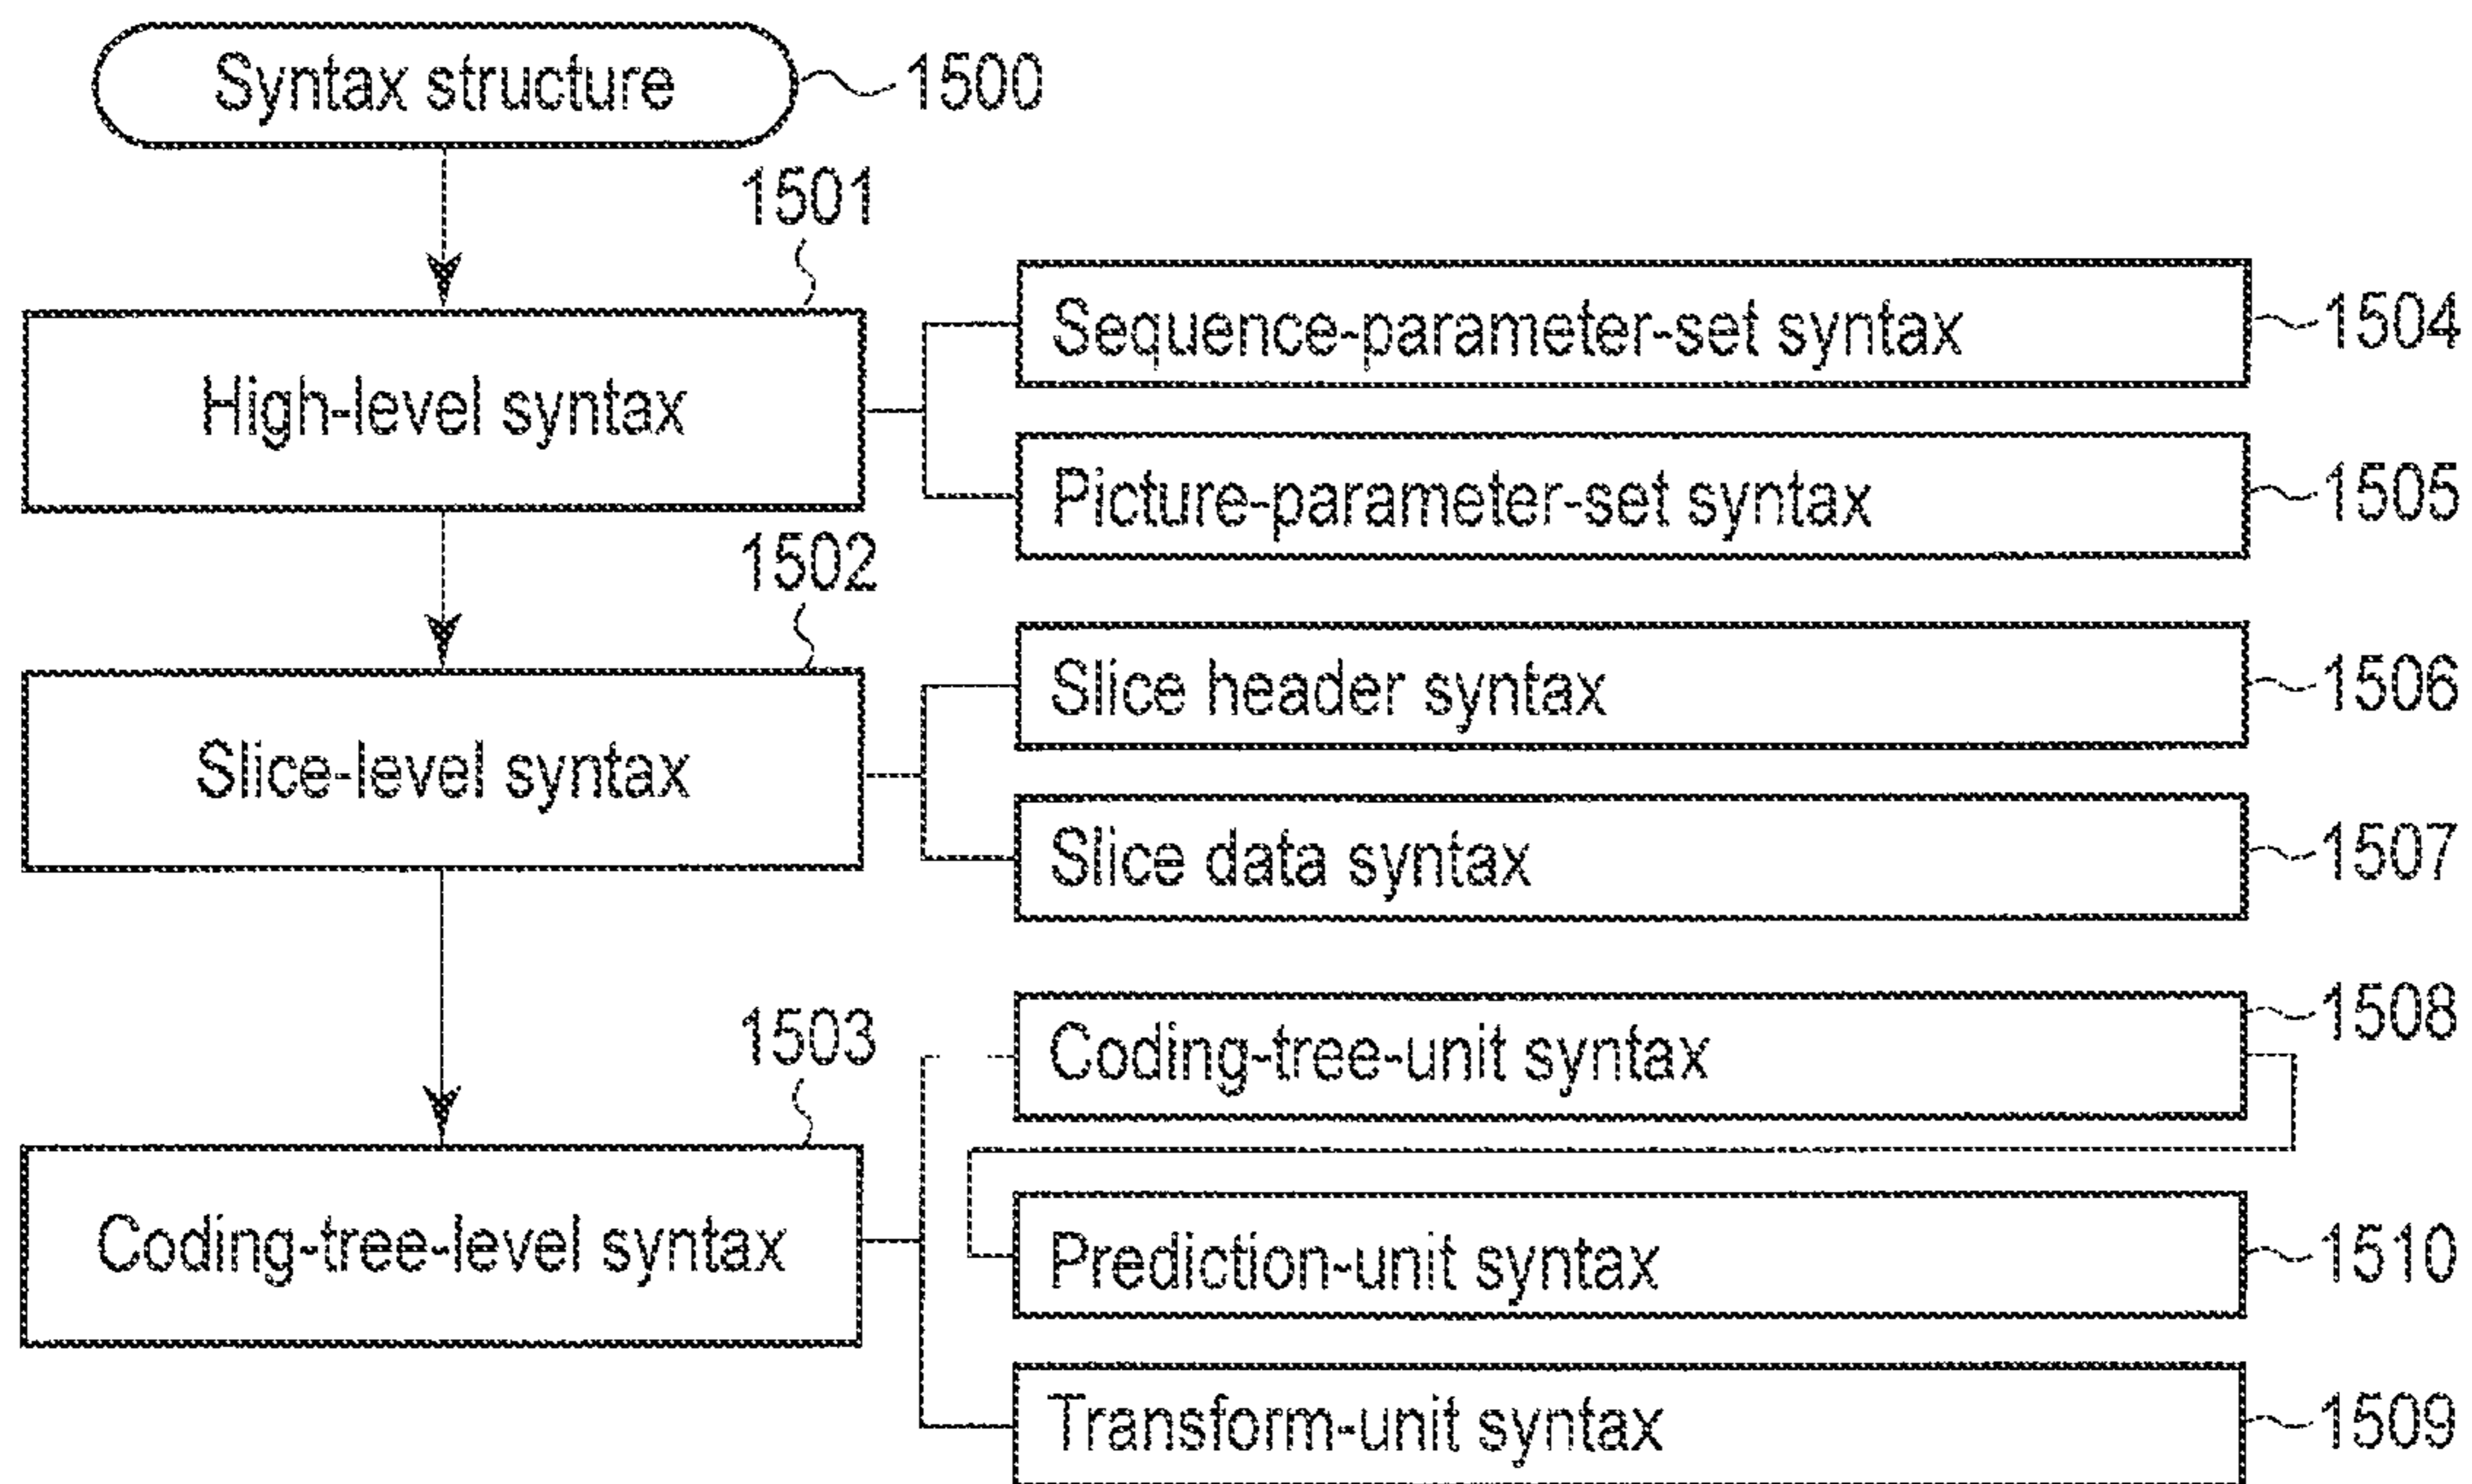 Syntax structure
1500
1501
High-level syntax
Sequence-parameter-set syntax
1504
Picture-parameter-set syntax
1505
1502
Slice-level syntax
Slice header syntax
1506
Slice data syntax
1507
1503
Coding-tree-level syntax
Coding-tree-unit syntax
1508
Prediction-unit syntax
1510
Transform-unit syntax
1509